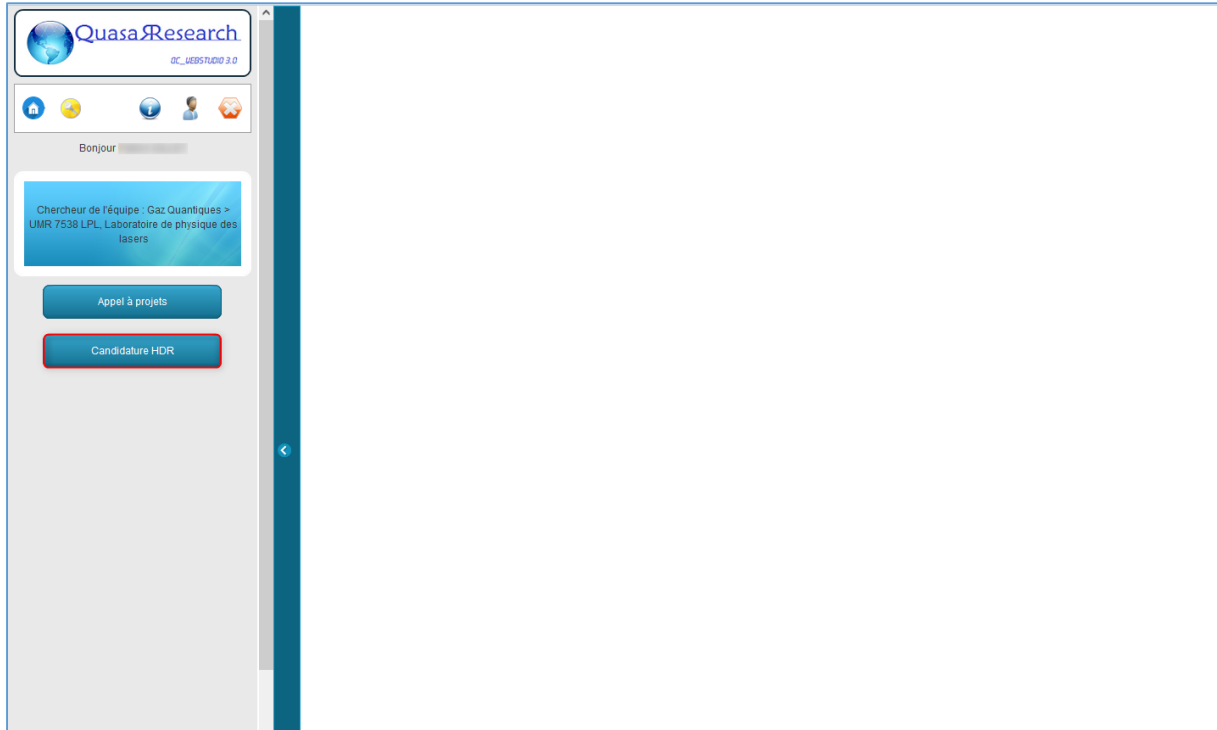 QuasaRResearch
QC_WEBSTUDIO 3.0
Bonjour
Chercheur de l'équipe : Gaz Quantiques >
UMR 7538 LPL, Laboratoire de physique des
lasers
Appel à projets
Candidature HDR